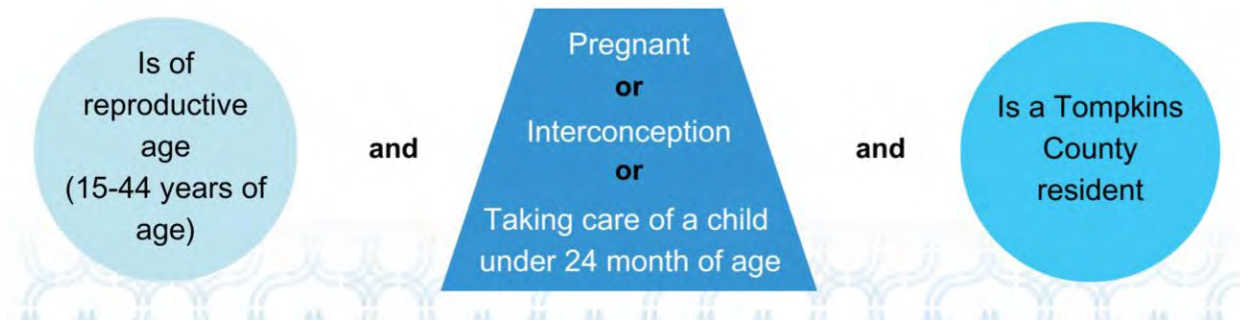 Is of
reproductive
age
(15-44 years of
age)
and
Pregnant
or
Interconception
or
Taking care of a child
under 24 month of age
and
Is a Tompkins
County
resident